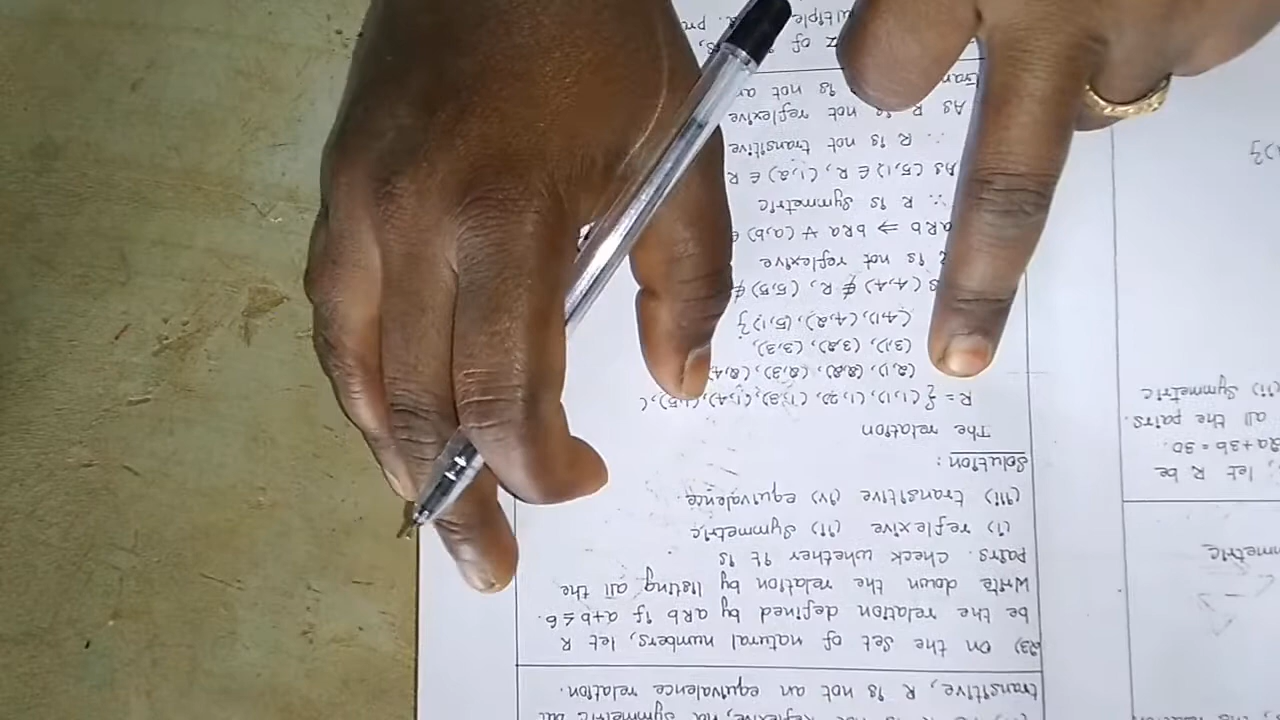 mmetric
let R be
2a+3b = 30.
all the pairs.
(ii) Symmetric
)}
transitive, R is not an equivalence relation.
23) On the set of natural numbers, let R
be the relation defined by aRb if a+b ≤ 6.
Write down the relation by listing all the
pairs. Check whether it is
(i) reflexive (ii) Symmetric
(iii) transitive (iv) equivalence.
Solution :
The relation
R = { (1,1), (1,2), (1,3), (1,4), (1,5), (
(2,1), (2,2), (2,3), (2,4
(3,1), (3,2), (3,3),
(4,1), (4,2), (5,1)}
(4,4) ∉ R, (5,5) ∉
is not reflexive
aRb ⇒ bRa ∀ (a,b) ∈
∴ R is Symmetric
As (5,1) ∈ R, (1,2) ∈ R
∴ R is not transitive
As R is not reflexive
is not an